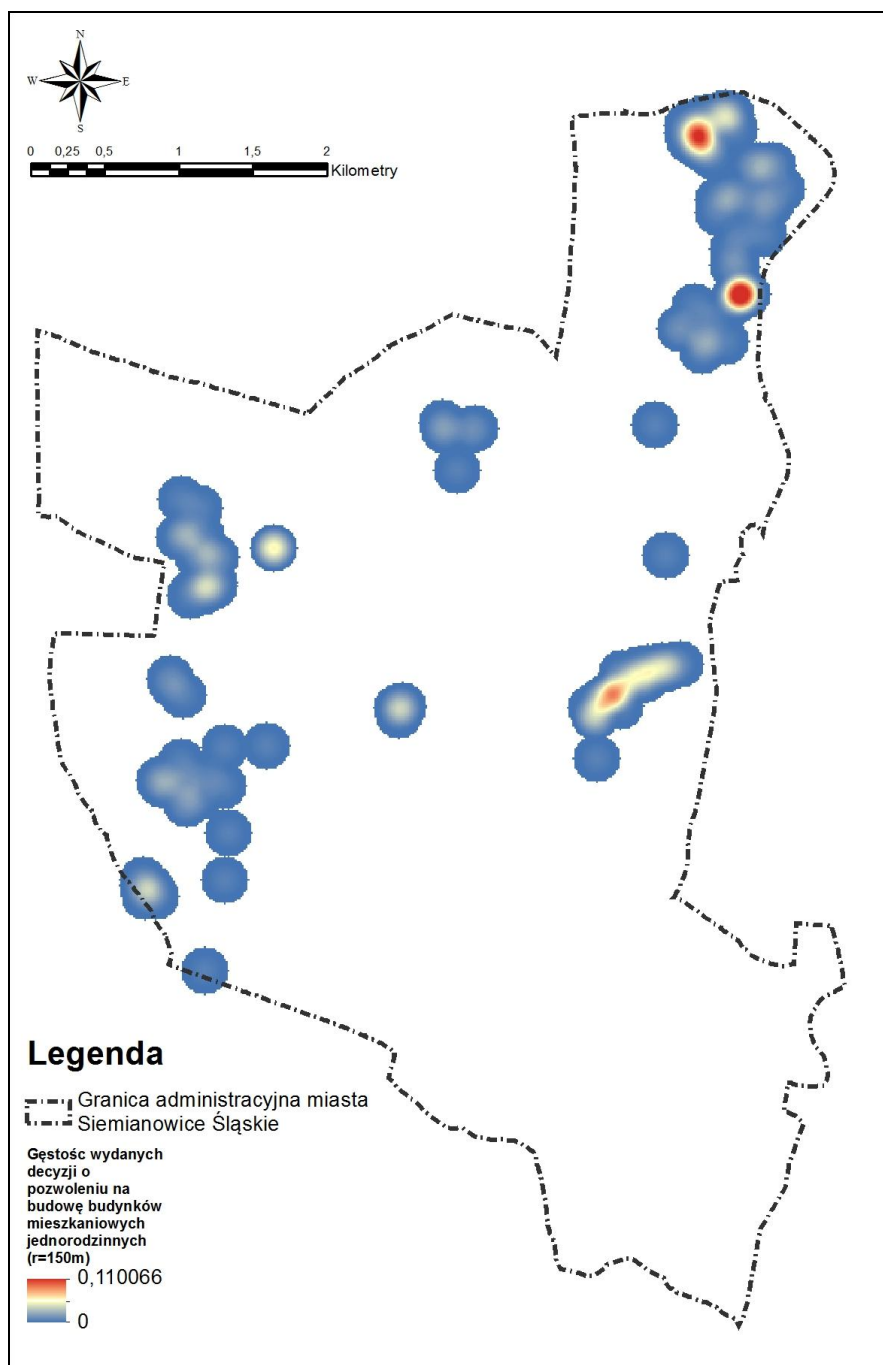 N
W E
S
0 0,25 0,5 1 1,5 2
Kilometry
Legenda
Granica administracyjna miasta
Siemianowice Śląskie
Gęstośc wydanych
decyzji o
pozwoleniu na
budowę budynków
mieszkaniowych
jednorodzinnych
(r=150m)
0,110066
0